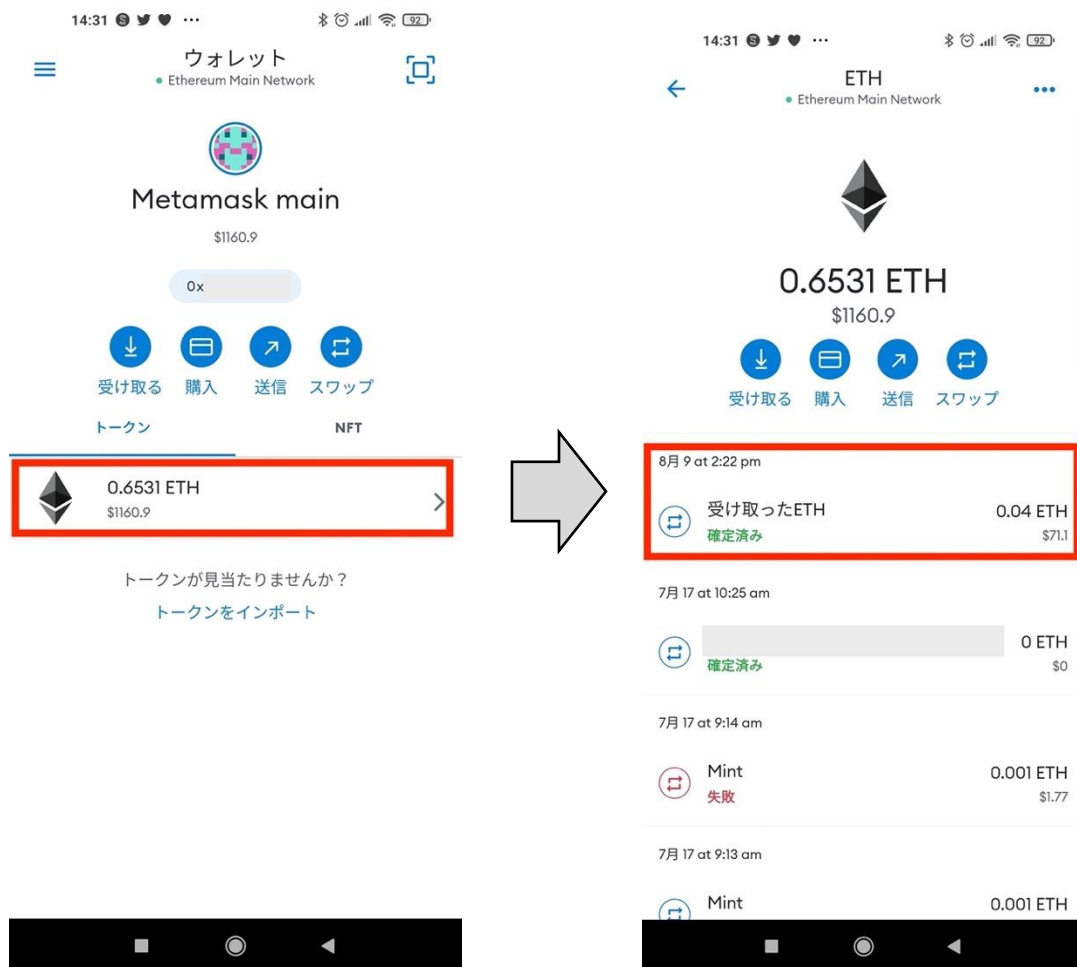 14:31
92
ウォレット
Ethereum Main Network
Metamask main
$1160.9
0x
受け取る 購入 送信 スワップ
トークン NFT
0.6531 ETH
$1160.9
トークンが見当たりませんか？
トークンをインポート
14:31
92
ETH
Ethereum Main Network
0.6531 ETH
$1160.9
受け取る 購入 送信 スワップ
8月 9 at 2:22 pm
受け取ったETH 0.04 ETH
確定済み $71.1
7月 17 at 10:25 am
0 ETH
確定済み $0
7月 17 at 9:14 am
Mint 0.001 ETH
失敗 $1.77
7月 17 at 9:13 am
Mint 0.001 ETH